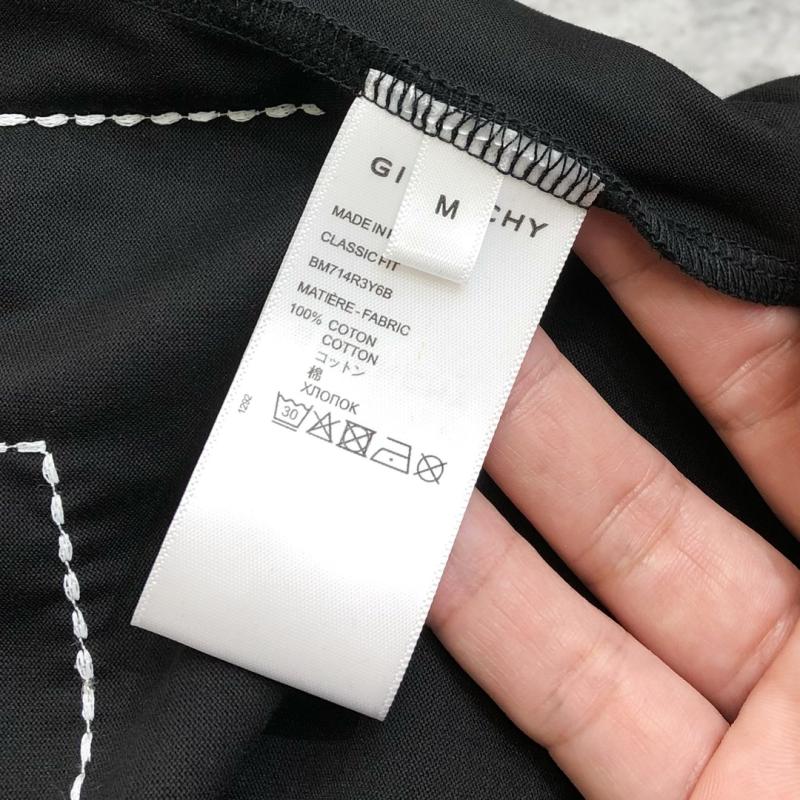 GI
M
CHY
MADE IN
CLASSIC FIT
BM714R3Y6B
MATIÈRE - FABRIC
100% COTON
COTTON
コットン
棉
ХЛОПОК
1292
30